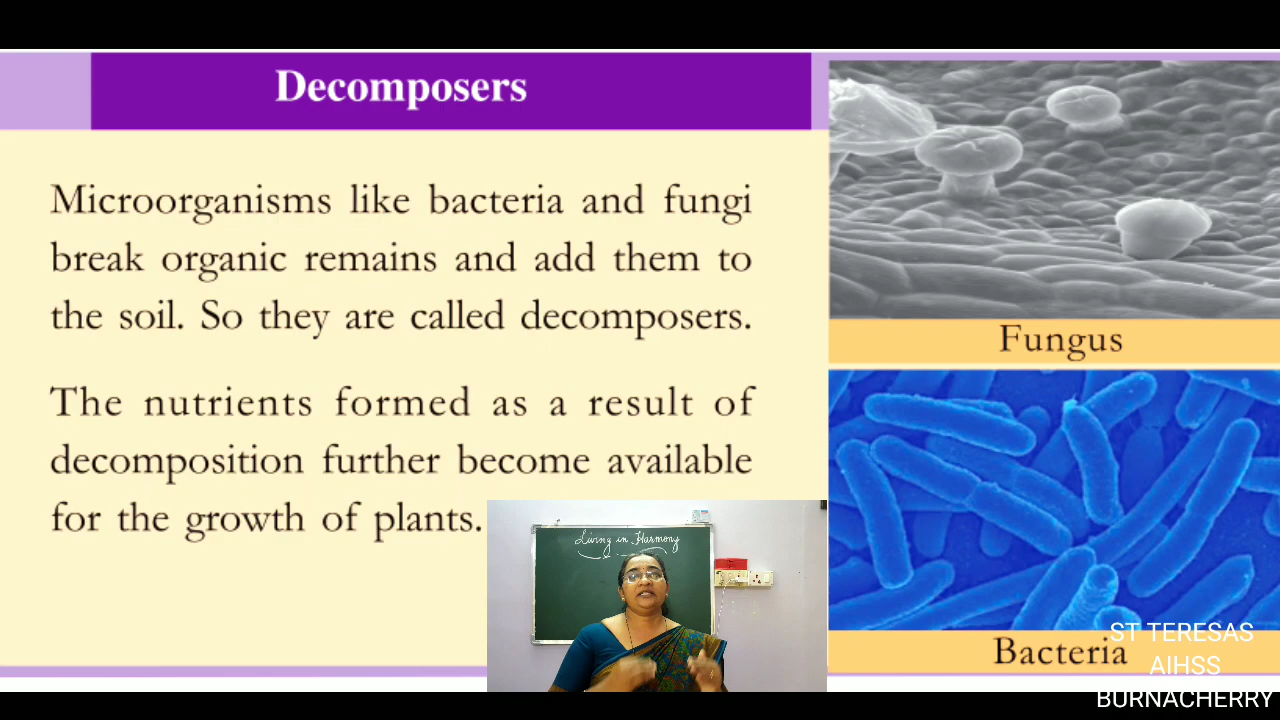 Decomposers
Microorganisms like bacteria and fungi
break organic remains and add them to
the soil. So they are called decomposers.
The nutrients formed as a result of
decomposition further become available
for the growth of plants.
Fungus
Bacteria
Living in Harmony
ST TERESAS
AIHSS
BURNACHERRY